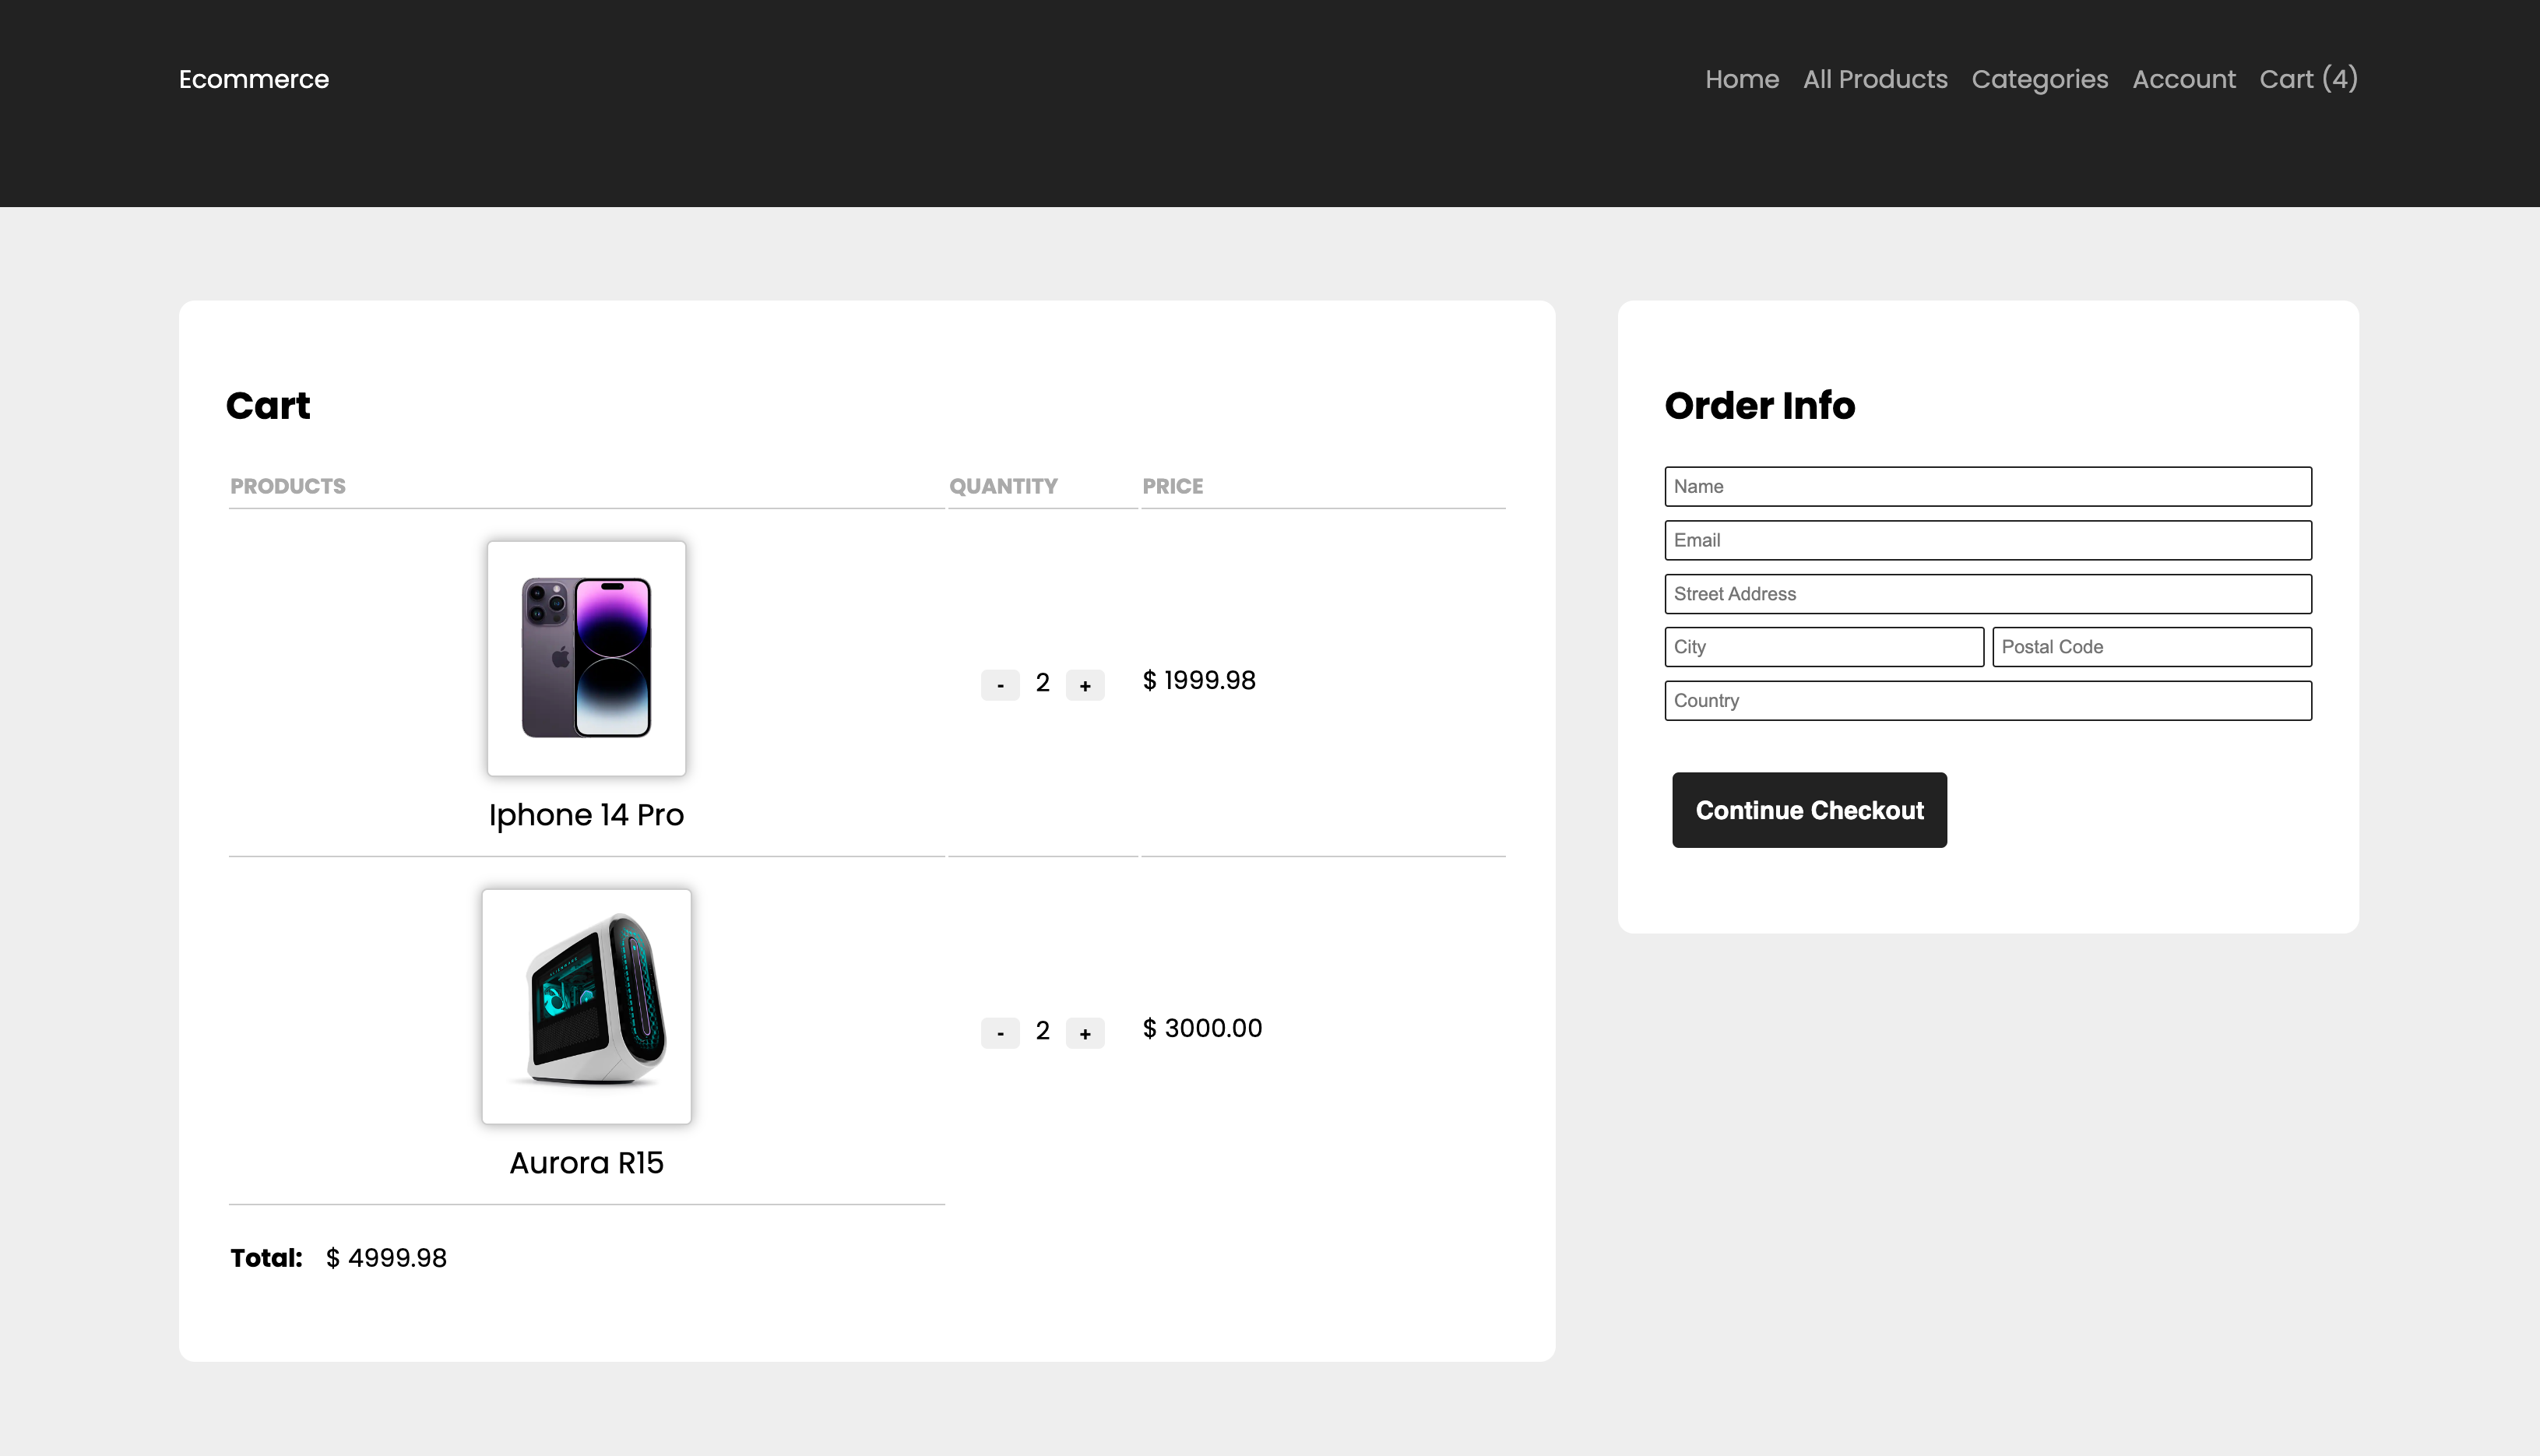 Ecommerce
Home All Products Categories Account Cart (4)
Cart
PRODUCTS QUANTITY PRICE
- 2 + $ 1999.98
Iphone 14 Pro
ALIENWARE
- 2 + $ 3000.00
Aurora R15
Total: $ 4999.98
Order Info
Name
Email
Street Address
City Postal Code
Country
Continue Checkout